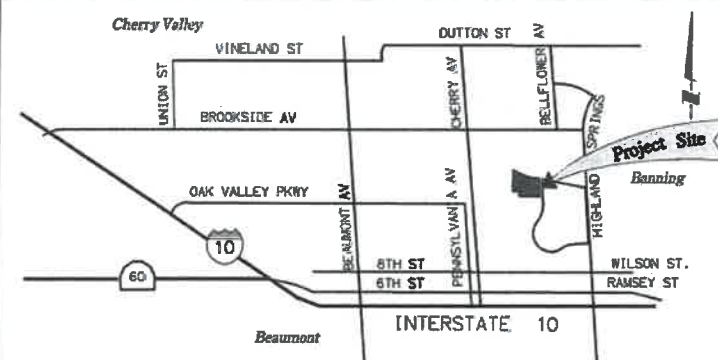 Cherry Valley
VINELAND ST
DUTTON ST
UNION ST
CHERRY AV
BELLFLOWER AV
BROOKSIDE AV
SPRINGS
N
Project Site
Banning
OAK VALLEY PKWY
BEAUMONT AV
PENNSYLVANIA AV
HIGHLAND
10
60
8TH ST
WILSON ST.
6TH ST
RAMSEY ST
Beaumont
INTERSTATE 10